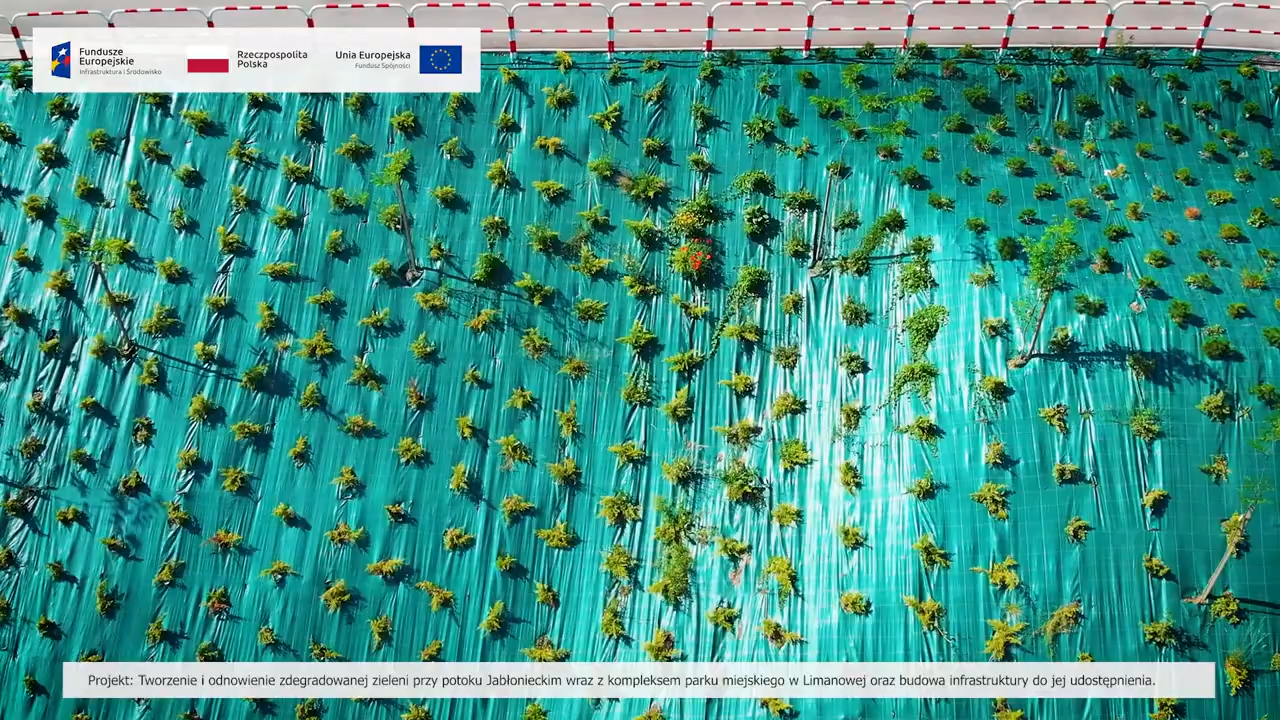 Fundusze
Europejskie
Infrastruktura i Środowisko
Rzeczpospolita
Polska
Unia Europejska
Fundusz Spójności
Projekt: Tworzenie i odnowienie zdegradowanej zieleni przy potoku Jabłonieckim wraz z kompleksem parku miejskiego w Limanowej oraz budowa infrastruktury do jej udostępnienia.